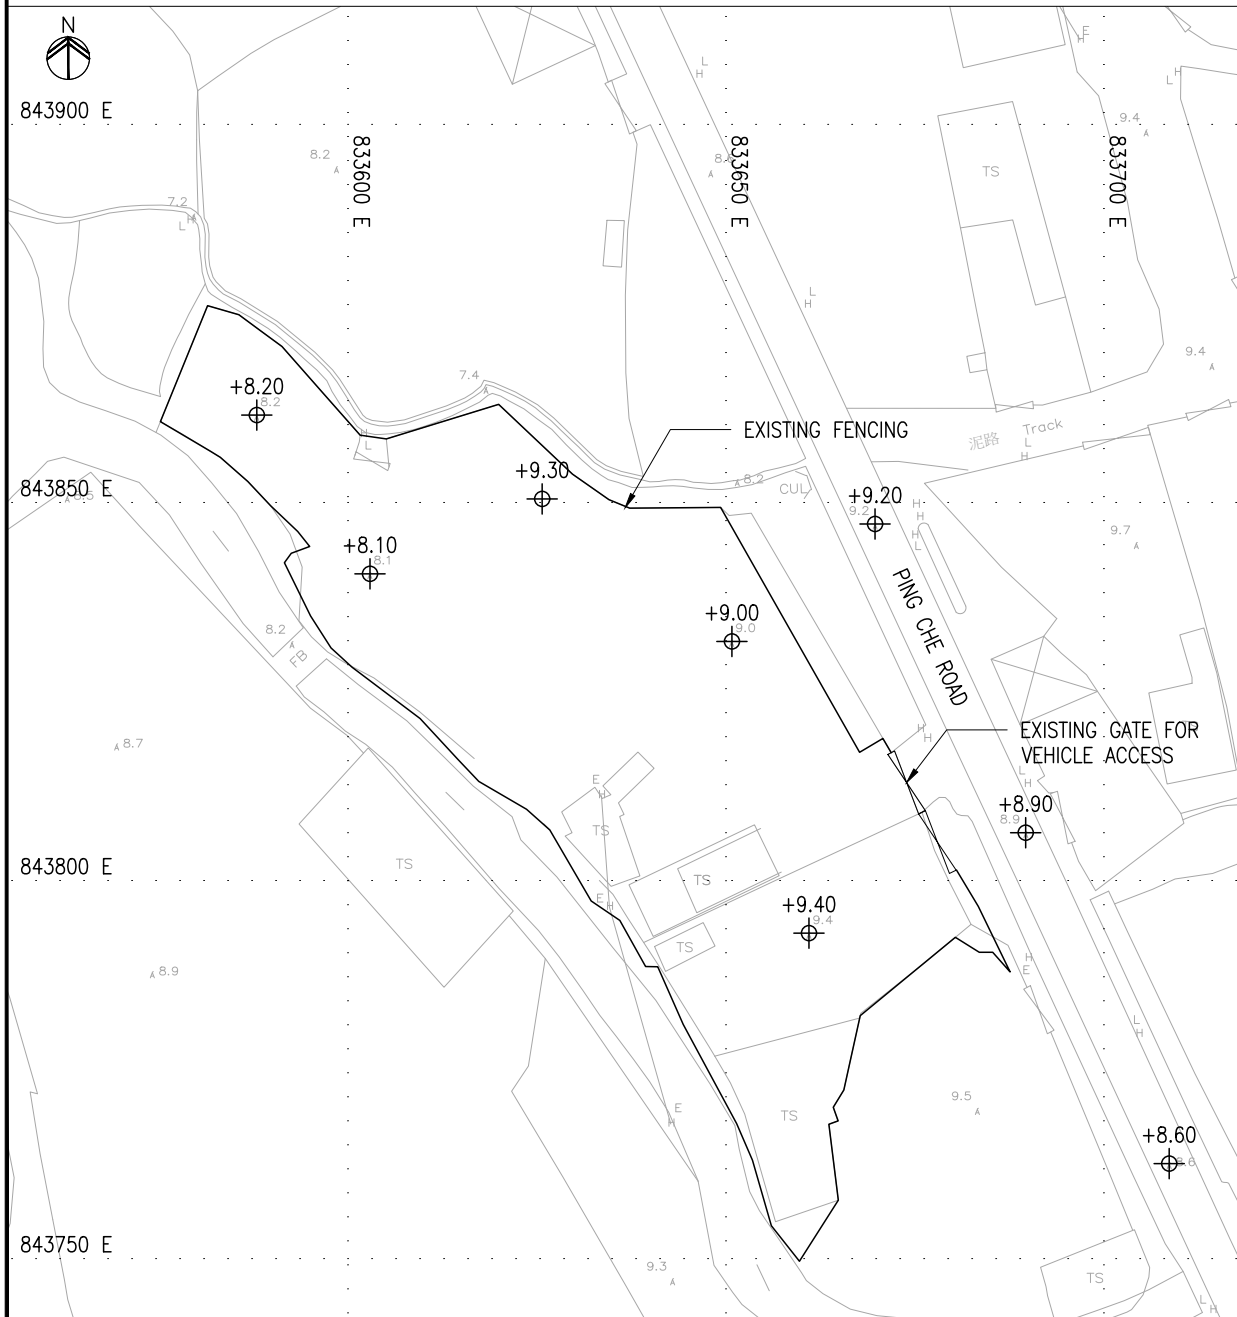 N
E
H
843900 E
L
H
L
H
9.4
833600 E
833650 E
833700 E
8.2
TS
7.2
H
L
L
H
9.4
7.4
+8.20
8.2
Track
泥路
L
H
EXISTING FENCING
H
L
+9.30
8.2
CUL
843850 E
8.5
+9.20
9.2
H
H
H
L
9.7
+8.10
8.1
+9.00
9.0
PING CHE ROAD
8.2
FB
H
H
8.7
EXISTING GATE FOR
VEHICLE ACCESS
L
H
E
H
TS
+8.90
8.9
843800 E
TS
TS
E
H
+9.40
9.4
TS
8.9
H
E
L
H
9.5
E
H
TS
+8.60
8.6
843750 E
9.3
TS
L
H